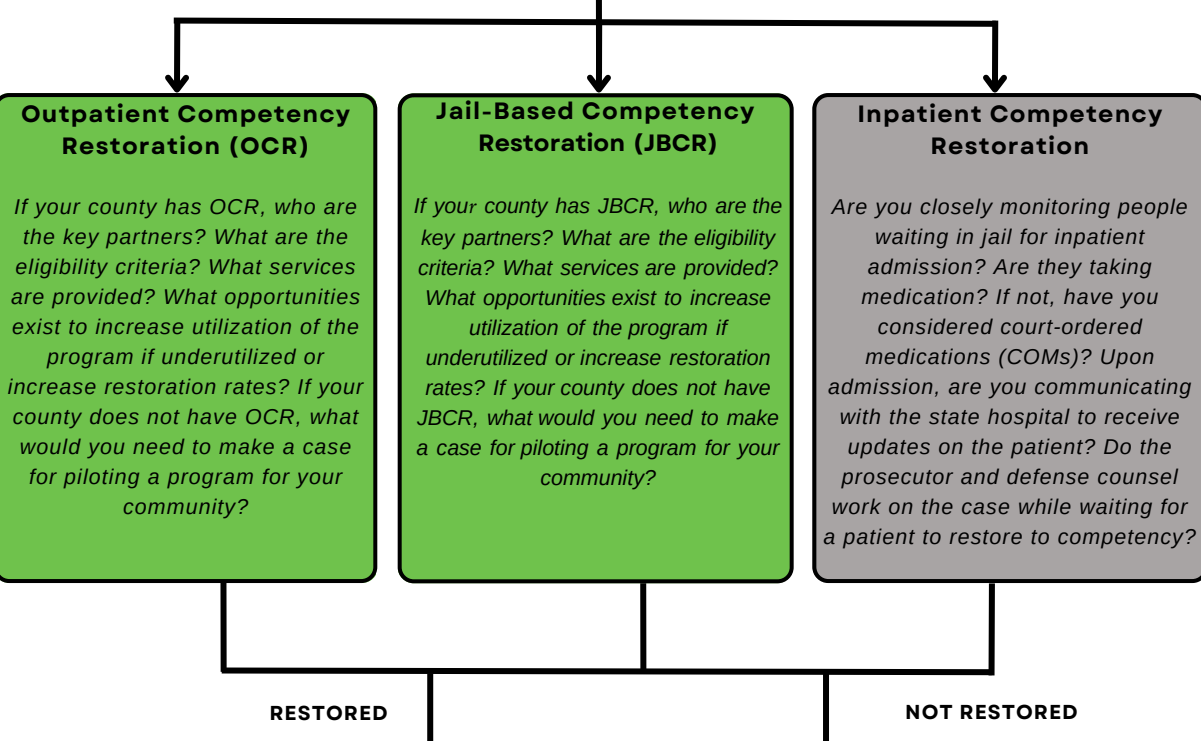 Outpatient Competency
Restoration (OCR)
If your county has OCR, who are
the key partners? What are the
eligibility criteria? What services
are provided? What opportunities
exist to increase utilization of the
program if underutilized or
increase restoration rates? If your
county does not have OCR, what
would you need to make a case
for piloting a program for your
community?
Jail-Based Competency
Restoration (JBCR)
If your county has JBCR, who are the
key partners? What are the eligibility
criteria? What services are provided?
What opportunities exist to increase
utilization of the program if
underutilized or increase restoration
rates? If your county does not have
JBCR, what would you need to make
a case for piloting a program for your
community?
Inpatient Competency
Restoration
Are you closely monitoring people
waiting in jail for inpatient
admission? Are they taking
medication? If not, have you
considered court-ordered
medications (COMs)? Upon
admission, are you communicating
with the state hospital to receive
updates on the patient? Do the
prosecutor and defense counsel
work on the case while waiting for
a patient to restore to competency?
RESTORED
NOT RESTORED